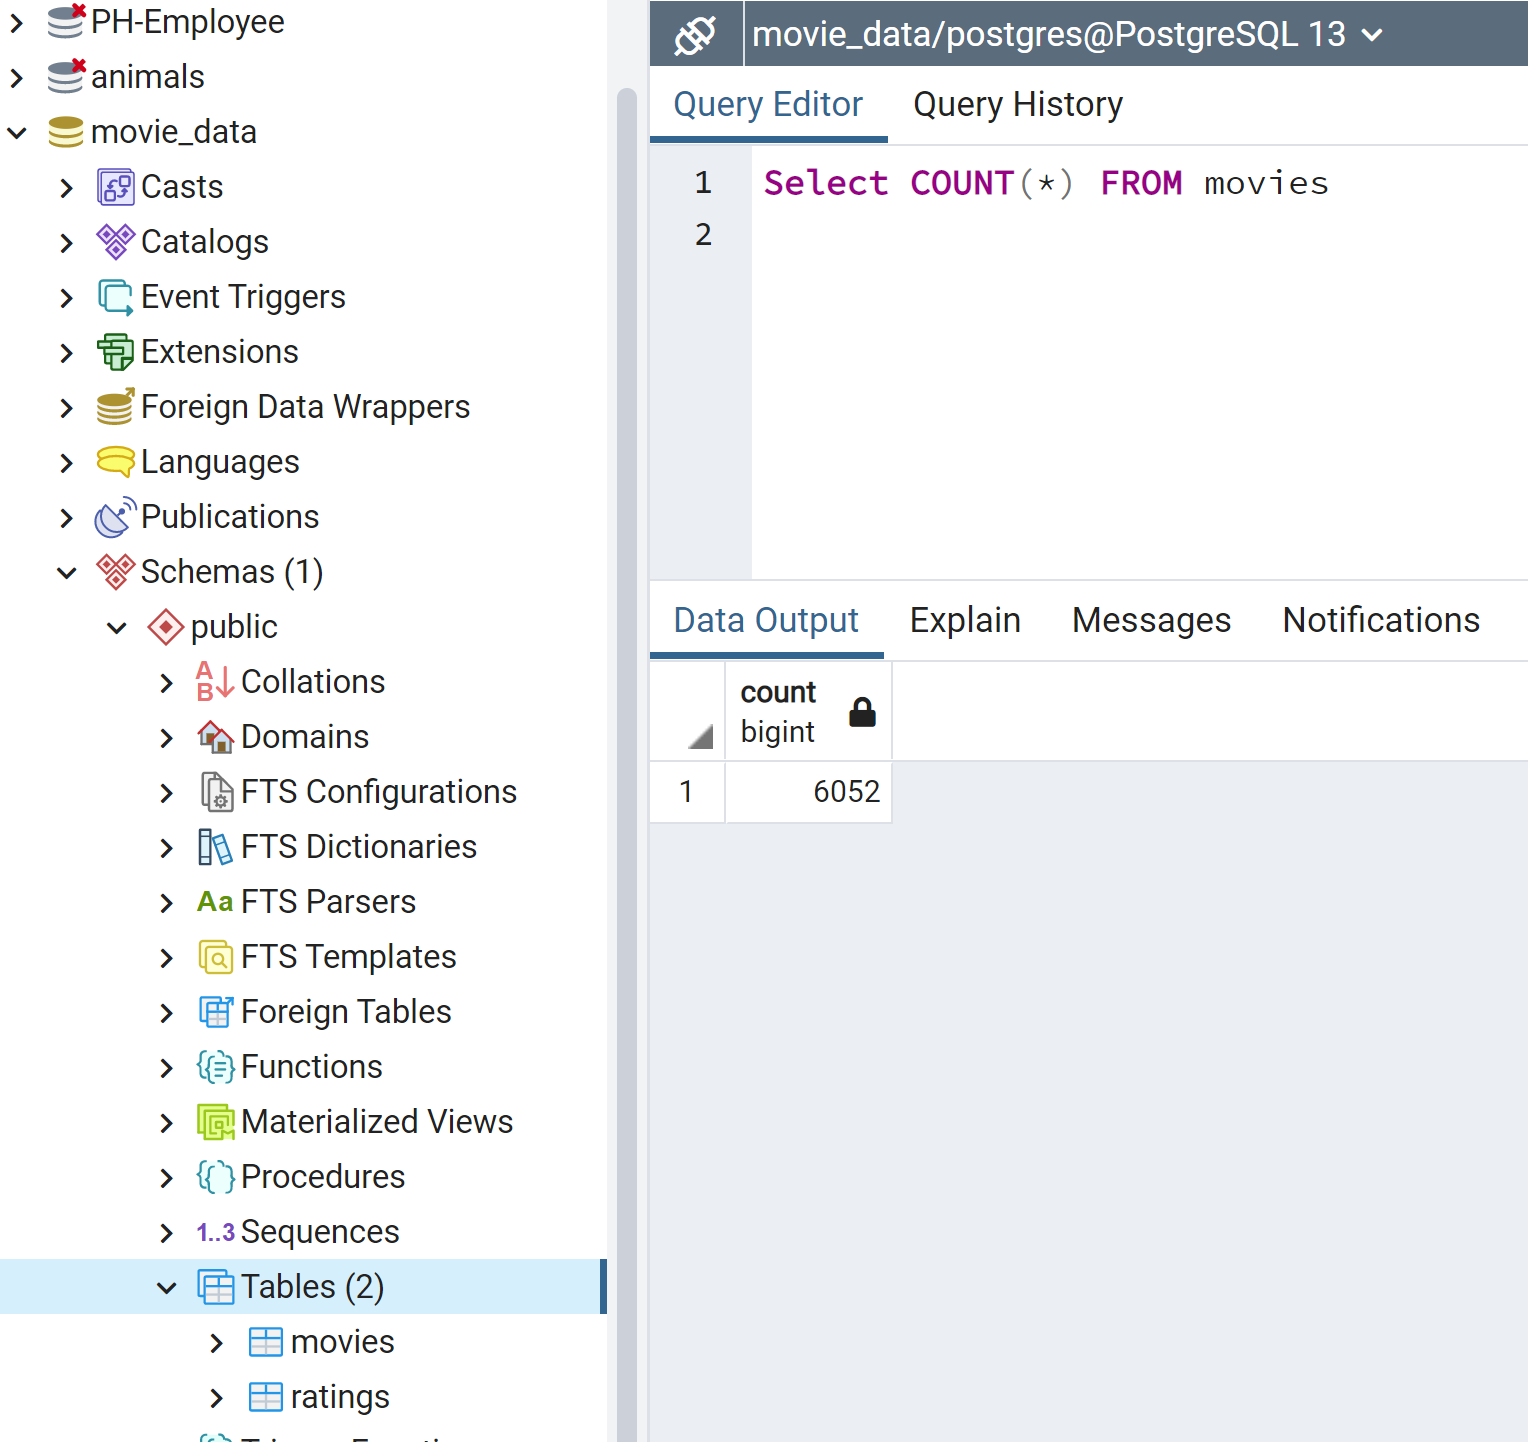 PH-Employee
animals
movie_data
Casts
Catalogs
Event Triggers
Extensions
Foreign Data Wrappers
Languages
Publications
Schemas (1)
public
A
B
Collations
Domains
FTS Configurations
FTS Dictionaries
Aa FTS Parsers
FTS Templates
Foreign Tables
Functions
Materialized Views
Procedures
1..3 Sequences
Tables (2)
movies
ratings
movie_data/postgres@PostgreSQL 13
Query Editor Query History
1 Select COUNT(*) FROM movies
2
Data Output Explain Messages Notifications
count
bigint
1 6052